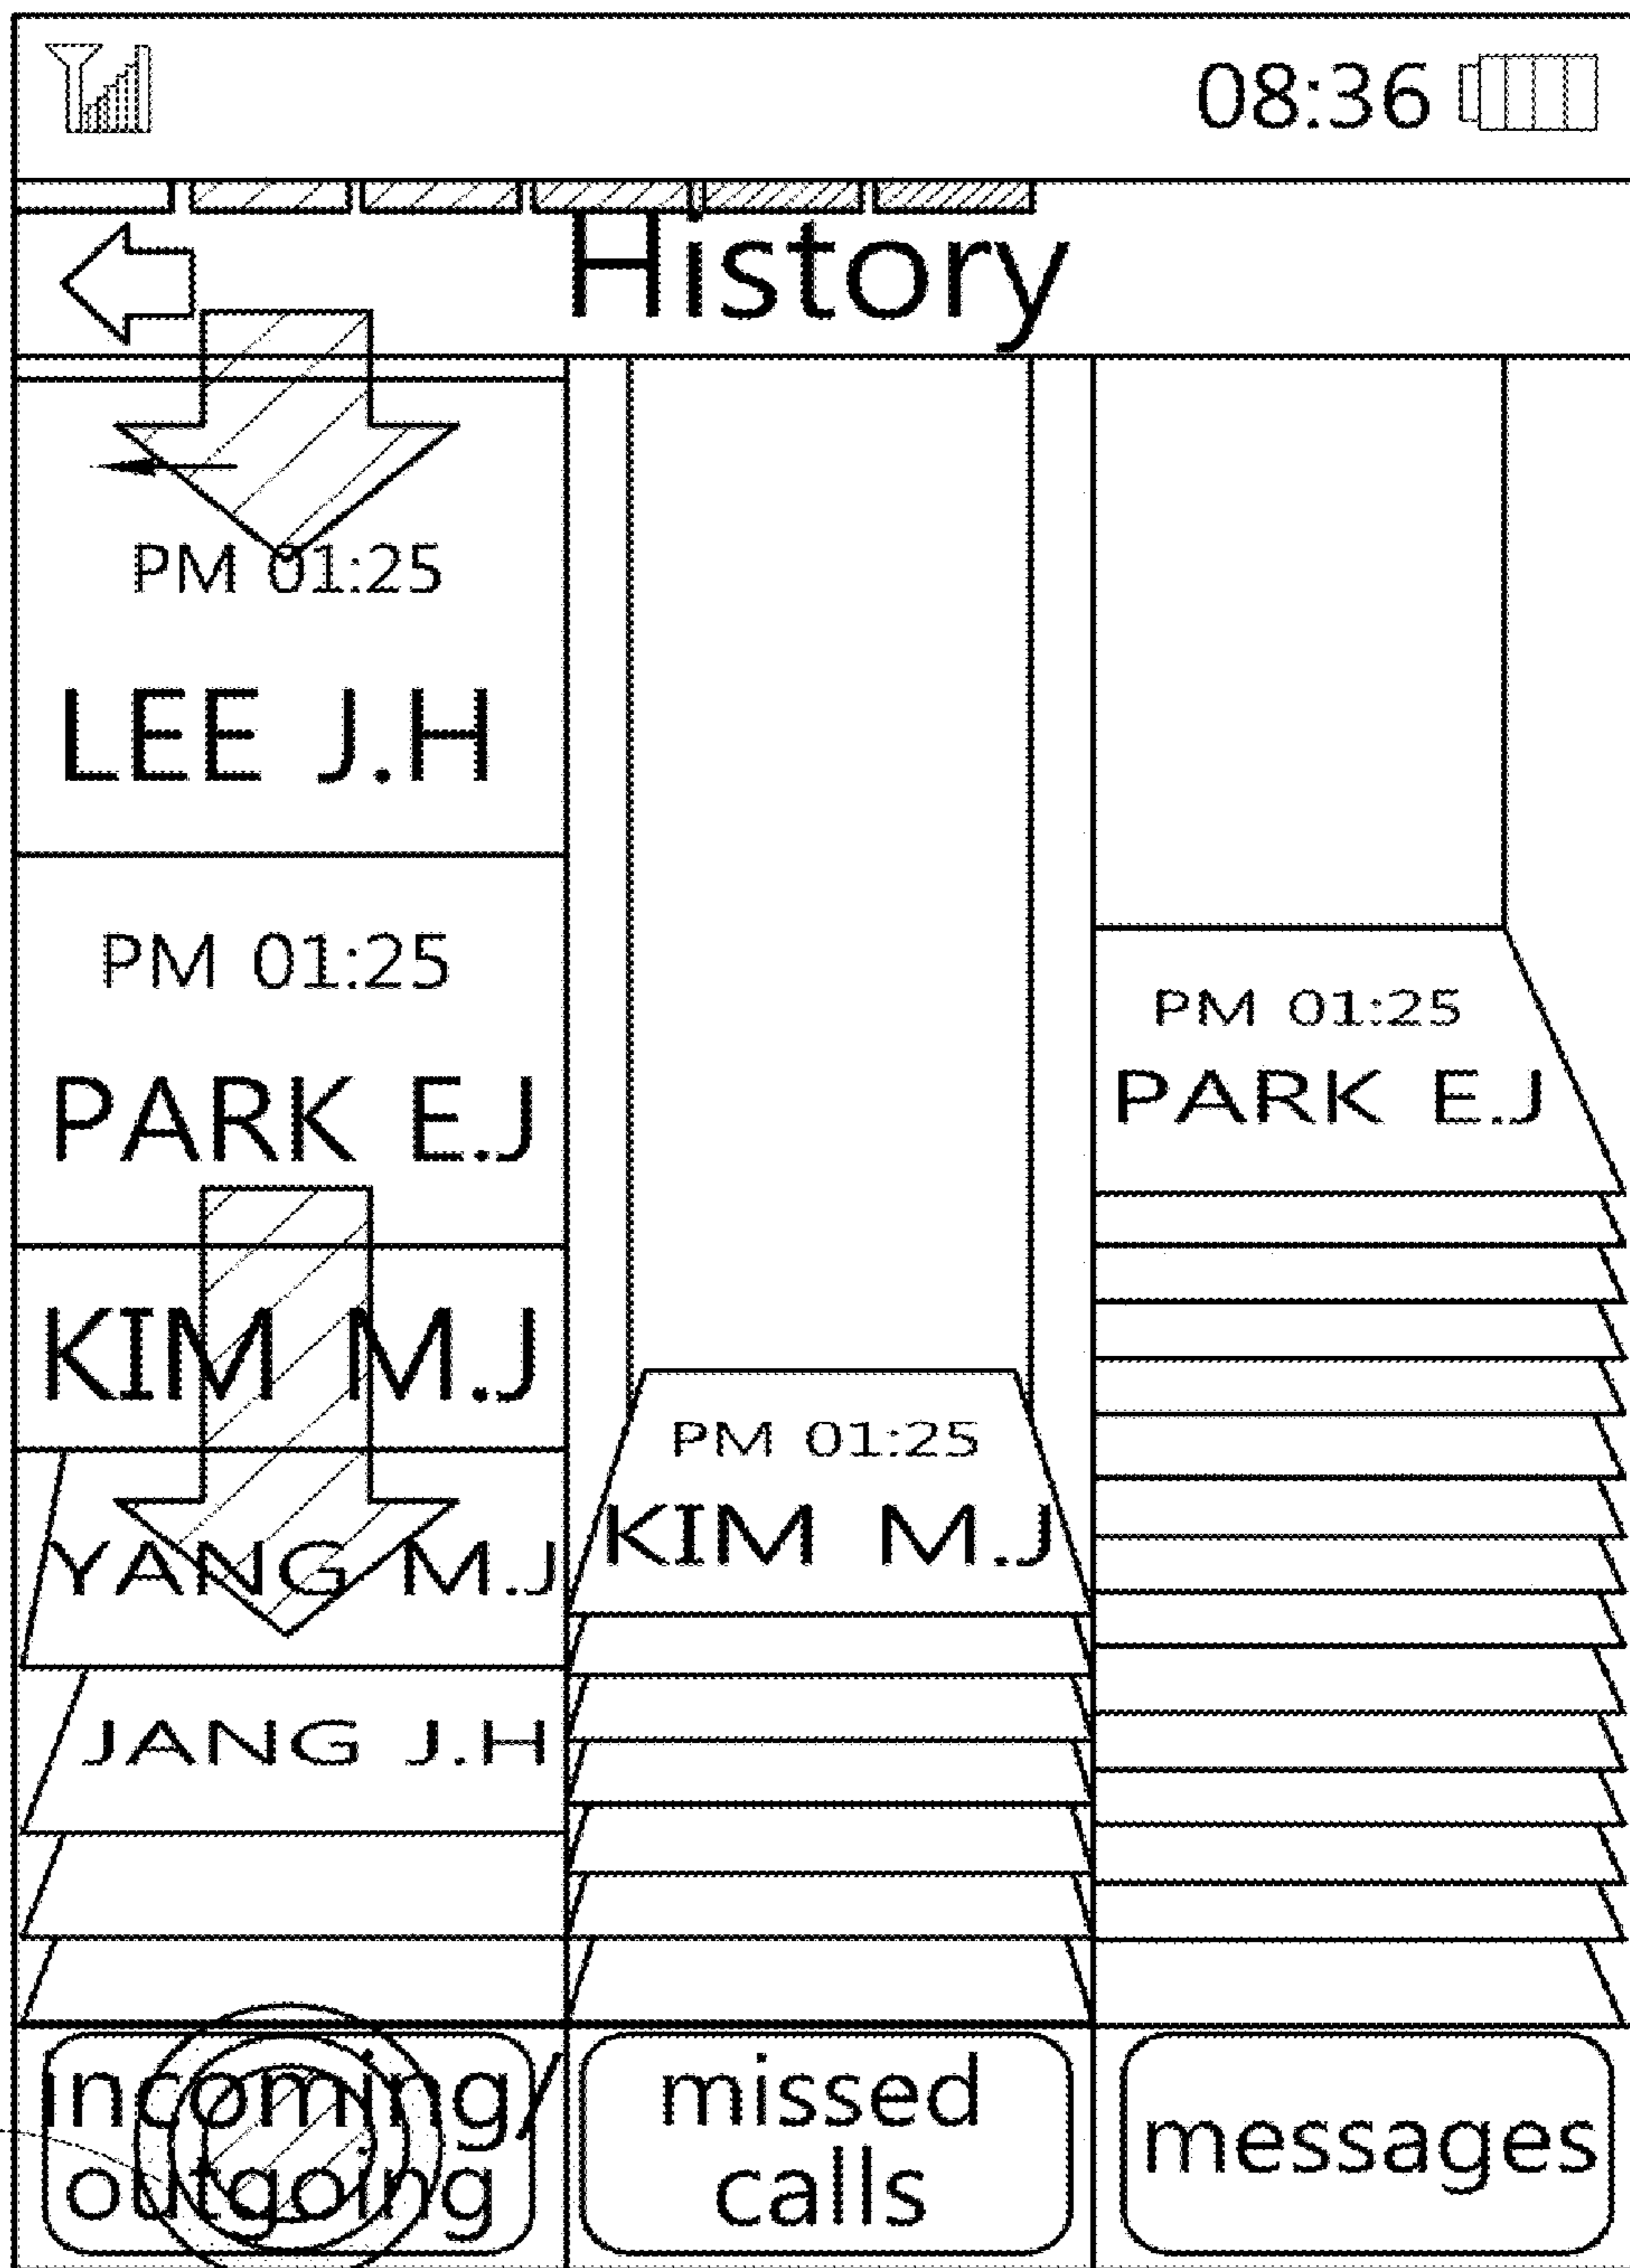 08:36
History
PM 01:25
LEE J.H
PM 01:25
PARK E.J
KIM M.J
YANG M.J
JANG J.H
PM 01:25
KIM M.J
PM 01:25
PARK E.J
incoming/
outgoing
missed
calls
messages